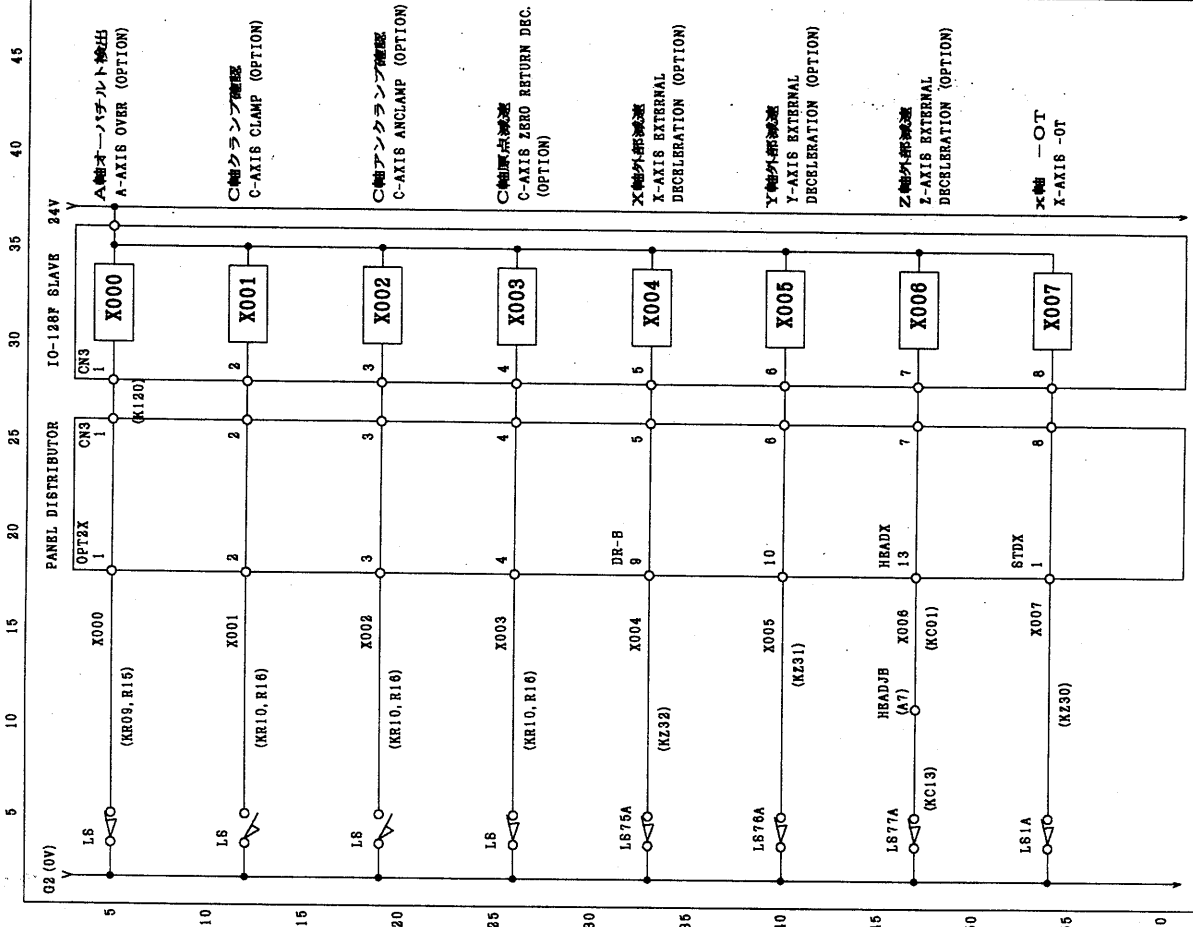 45
40
35
30
25
20
15
10
5
A軸オーバチルト検出
A-AXIS OVER (OPTION)
C軸クランプ確認
C-AXIS CLAMP (OPTION)
C軸アンクランプ確認
C-AXIS ANCLAMP (OPTION)
C軸原点減速
C-AXIS ZERO RETURN DEC.
(OPTION)
X軸外部減速
X-AXIS EXTERNAL
DECELERATION (OPTION)
Y軸外部減速
Y-AXIS EXTERNAL
DECELERATION (OPTION)
Z軸外部減速
Z-AXIS EXTERNAL
DECELERATION (OPTION)
X軸 -OT
X-AXIS -OT
24V
IO-128F SLAVE
X000
X001
X002
X003
X004
X005
X006
X007
CN3
1
2
3
4
5
6
7
8
(K120)
PANEL DISTRIBUTOR
CN3
1
2
3
4
5
6
7
8
OPT2X
1
2
3
4
DR-B
9
10
HEADX
13
STDX
1
X000
X001
X002
X003
X004
X005
X006
(KC01)
X007
(KR09,R15)
(KR10,R16)
(KR10,R16)
(KR10,R16)
(KZ32)
(KZ31)
HEADJB
(A7)
(KZ30)
(KC13)
LS
LS
LS
LS
LS75A
LS76A
LS77A
LS1A
G2(0V)
5
10
15
20
25
30
35
40
45
50
55